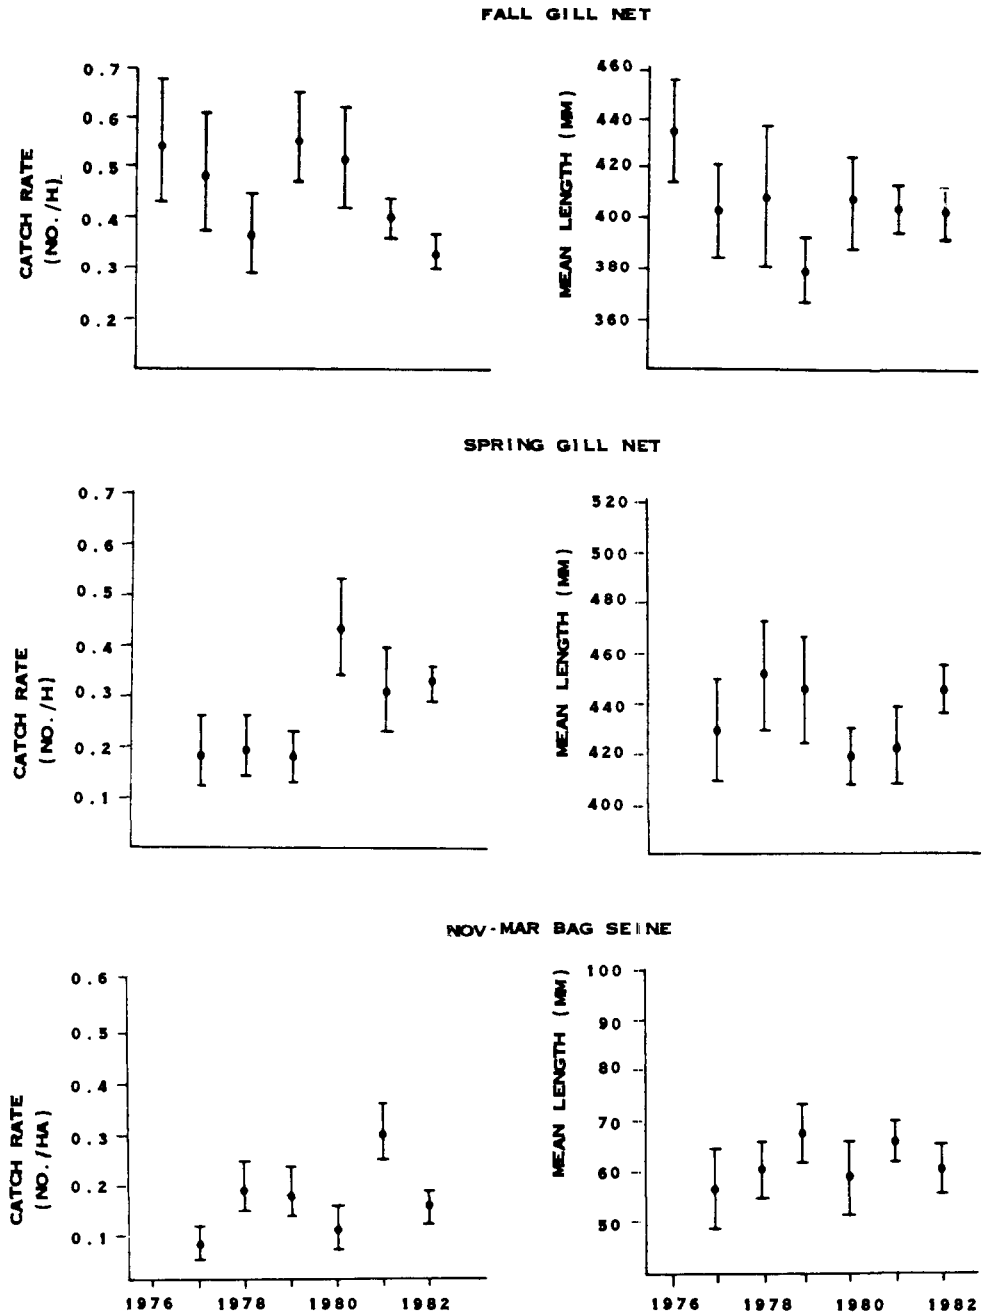 FALL GILL NET
CATCH RATE
(NO./H)
0.7
0.6
0.5
0.4
0.3
0.2
MEAN LENGTH (MM)
460
440
420
400
380
360
SPRING GILL NET
CATCH RATE
(NO./H)
0.7
0.6
0.5
0.4
0.3
0.2
0.1
MEAN LENGTH (MM)
520
500
480
460
440
420
400
NOV-MAR BAG SEINE
CATCH RATE
(NO./HA)
0.6
0.5
0.4
0.3
0.2
0.1
1976 1978 1980 1982
MEAN LENGTH (MM)
100
90
80
70
60
50
1976 1978 1980 1982